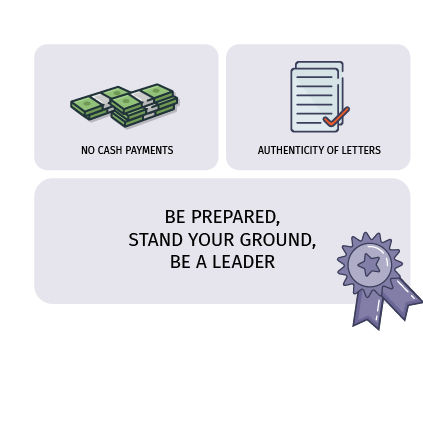 NO CASH PAYMENTS
AUTHENTICITY OF LETTERS
BE PREPARED,
STAND YOUR GROUND,
BE A LEADER